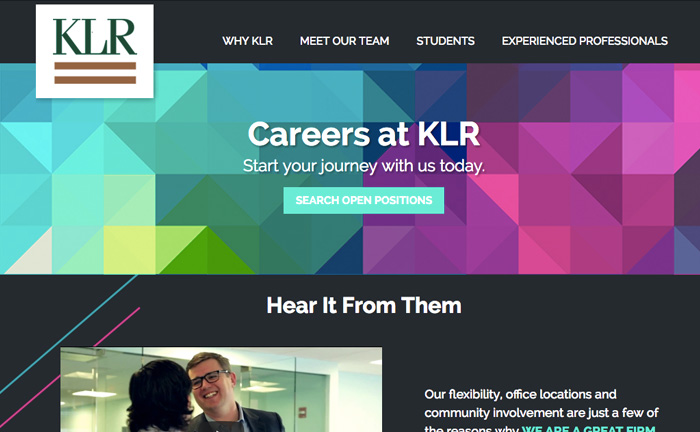 KLR
WHY KLR MEET OUR TEAM STUDENTS EXPERIENCED PROFESSIONALS
Careers at KLR
Start your journey with us today.
SEARCH OPEN POSITIONS
Hear It From Them
Our flexibility, office locations and
community involvement are just a few of
the reasons why WE ARE A GREAT FIRM